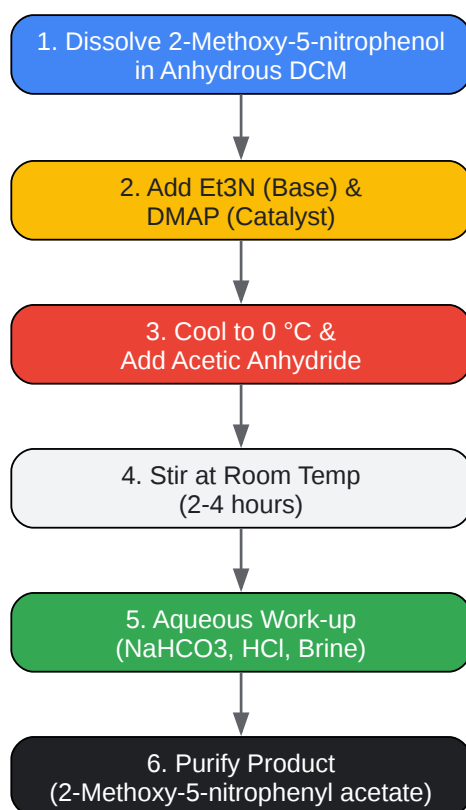 1. Dissolve 2-Methoxy-5-nitrophenol
in Anhydrous DCM
2. Add Et3N (Base) &
DMAP (Catalyst)
3. Cool to 0 °C &
Add Acetic Anhydride
4. Stir at Room Temp
(2-4 hours)
5. Aqueous Work-up
(NaHCO3, HCl, Brine)
6. Purify Product
(2-Methoxy-5-nitrophenyl acetate)